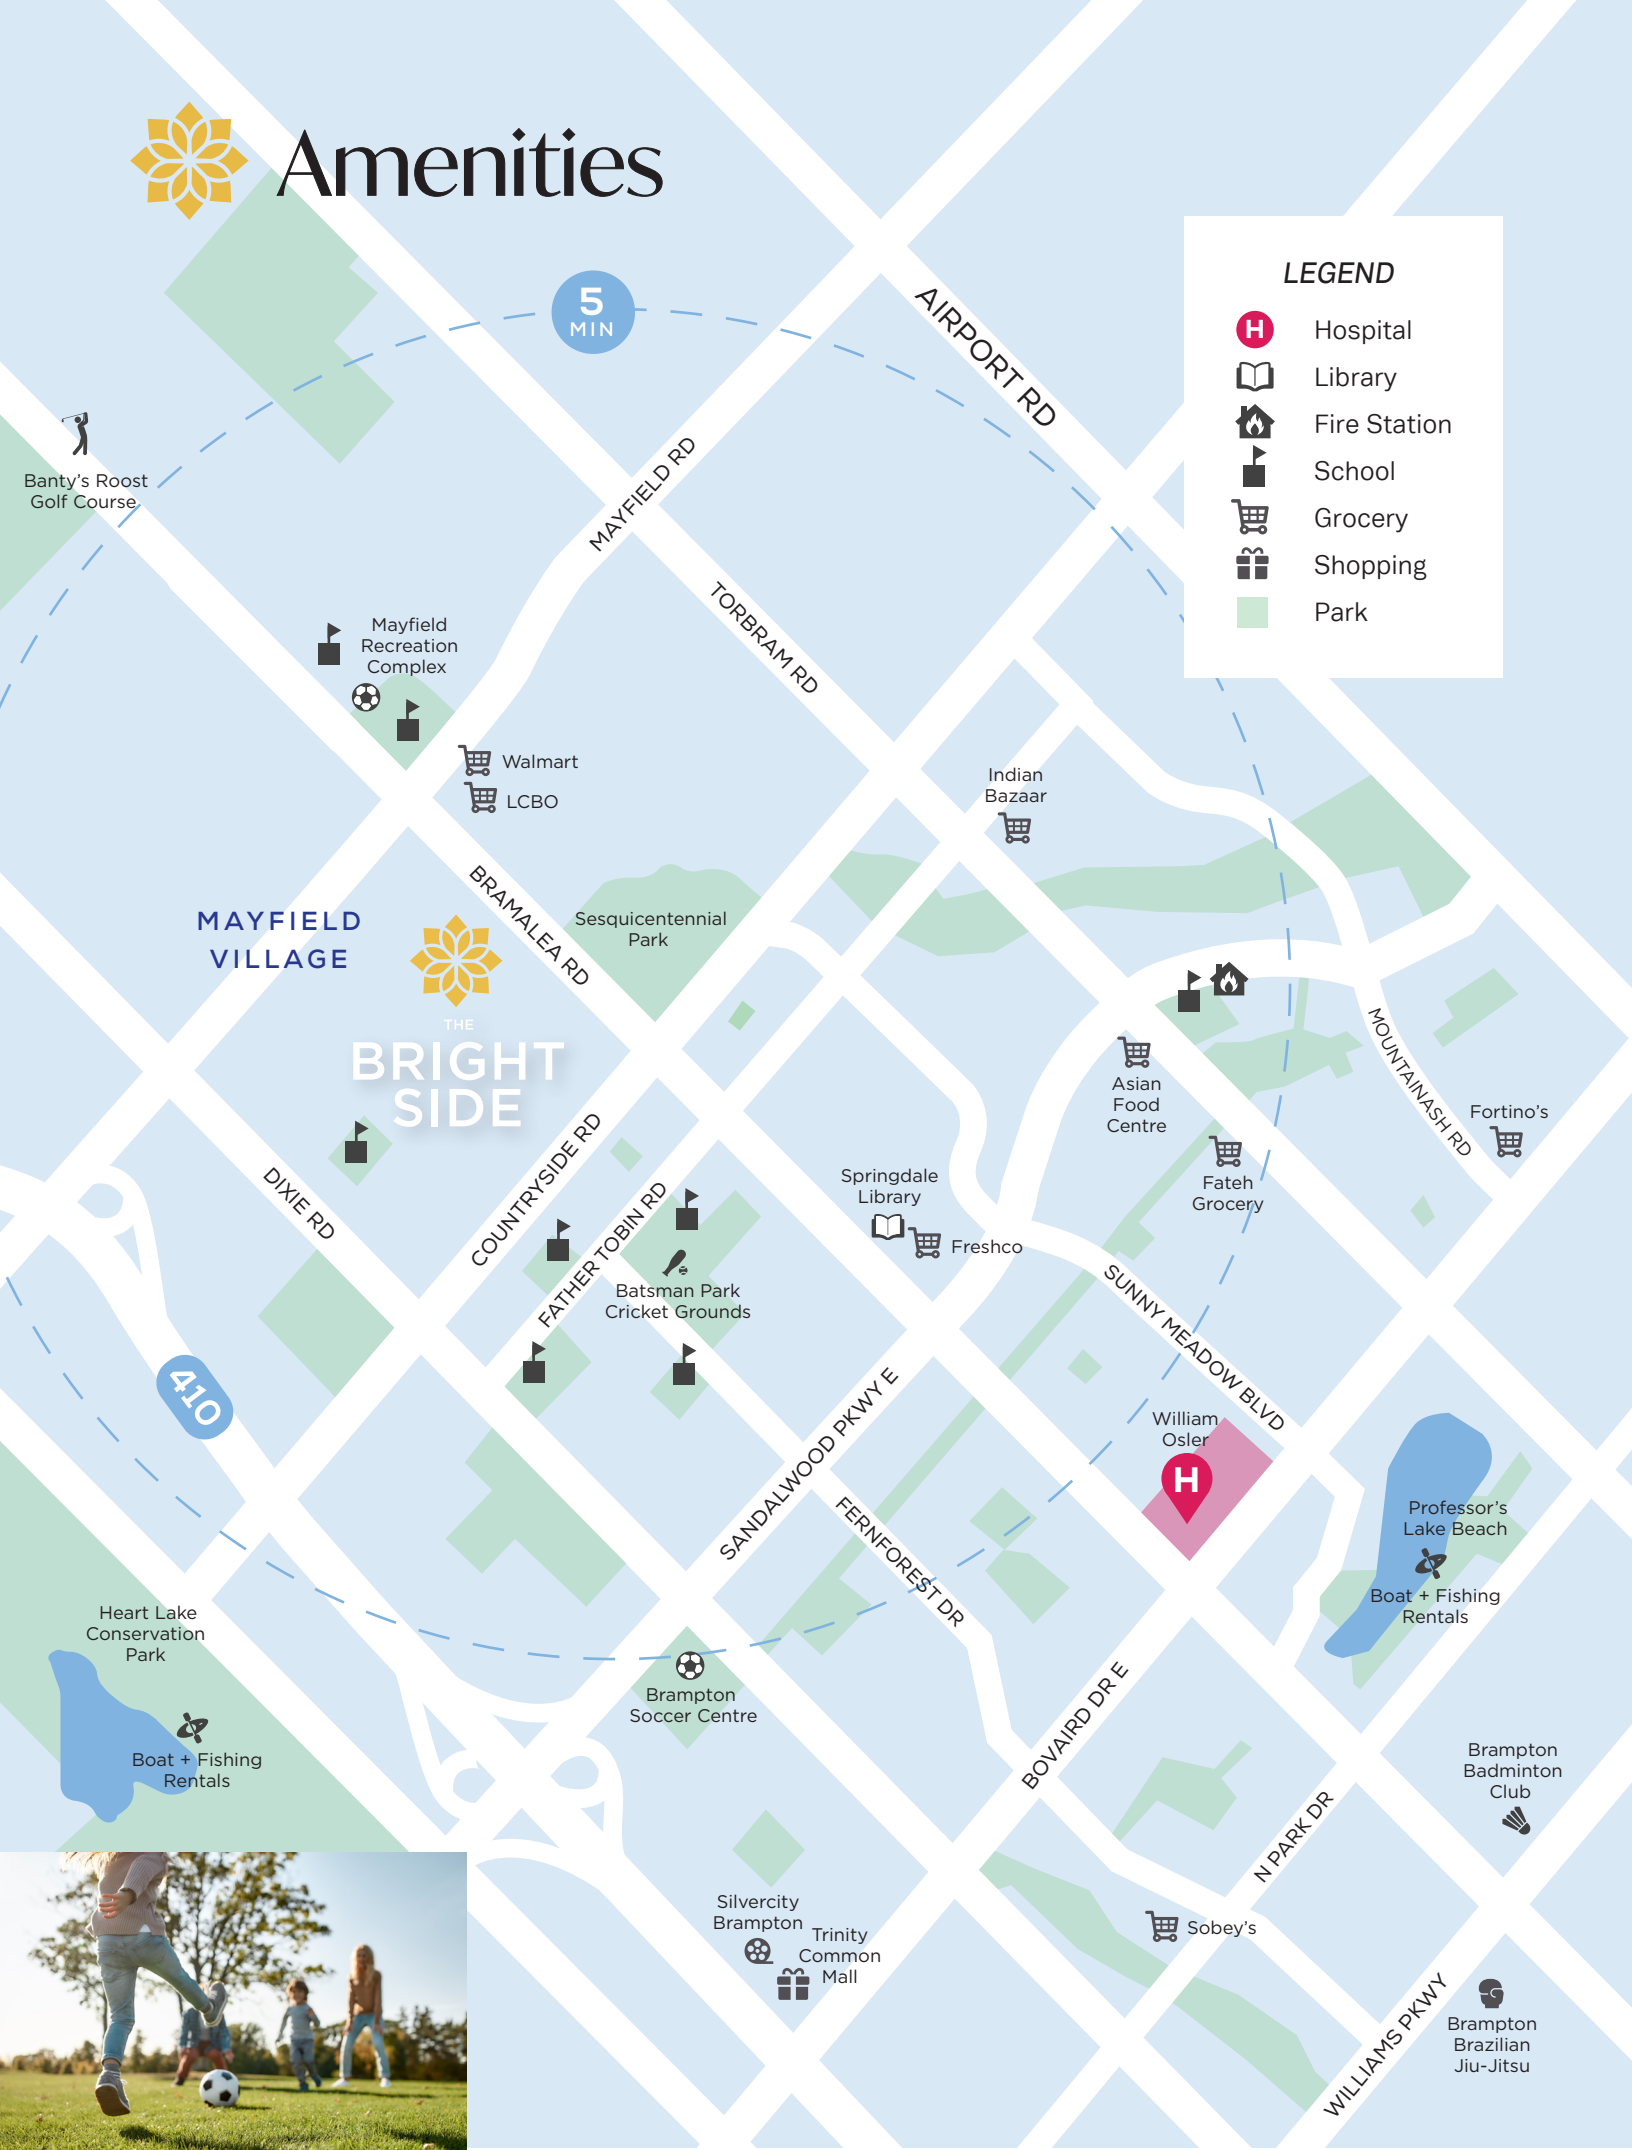 Amenities
5
MIN
AIRPORT RD
LEGEND
H
Hospital
Library
Fire Station
School
Grocery
Shopping
Park
Banty's Roost
Golf Course
MAYFIELD RD
TORBRAM RD
Mayfield
Recreation
Complex
Walmart
LCBO
Indian
Bazaar
BRAMALEA RD
Sesquicentennial
Park
MAYFIELD
VILLAGE
THE
BRIGHT
SIDE
MOUNTAINASH RD
Asian
Food
Centre
Fortino's
Fateh
Grocery
DIXIE RD
COUNTRYSIDE RD
FATHER TOBIN RD
Springdale
Library
Freshco
Batsman Park
Cricket Grounds
SUNNY MEADOW BLVD
410
SANDALWOOD PKWY E
William
Osler
H
FERNFOREST DR
Professor's
Lake Beach
Boat + Fishing
Rentals
Heart Lake
Conservation
Park
Boat + Fishing
Rentals
Brampton
Soccer Centre
BOVAIRD DR E
Brampton
Badminton
Club
N PARK DR
Silvercity
Brampton
Trinity
Common
Mall
Sobey's
WILLIAMS PKWY
Brampton
Brazilian
Jiu-Jitsu